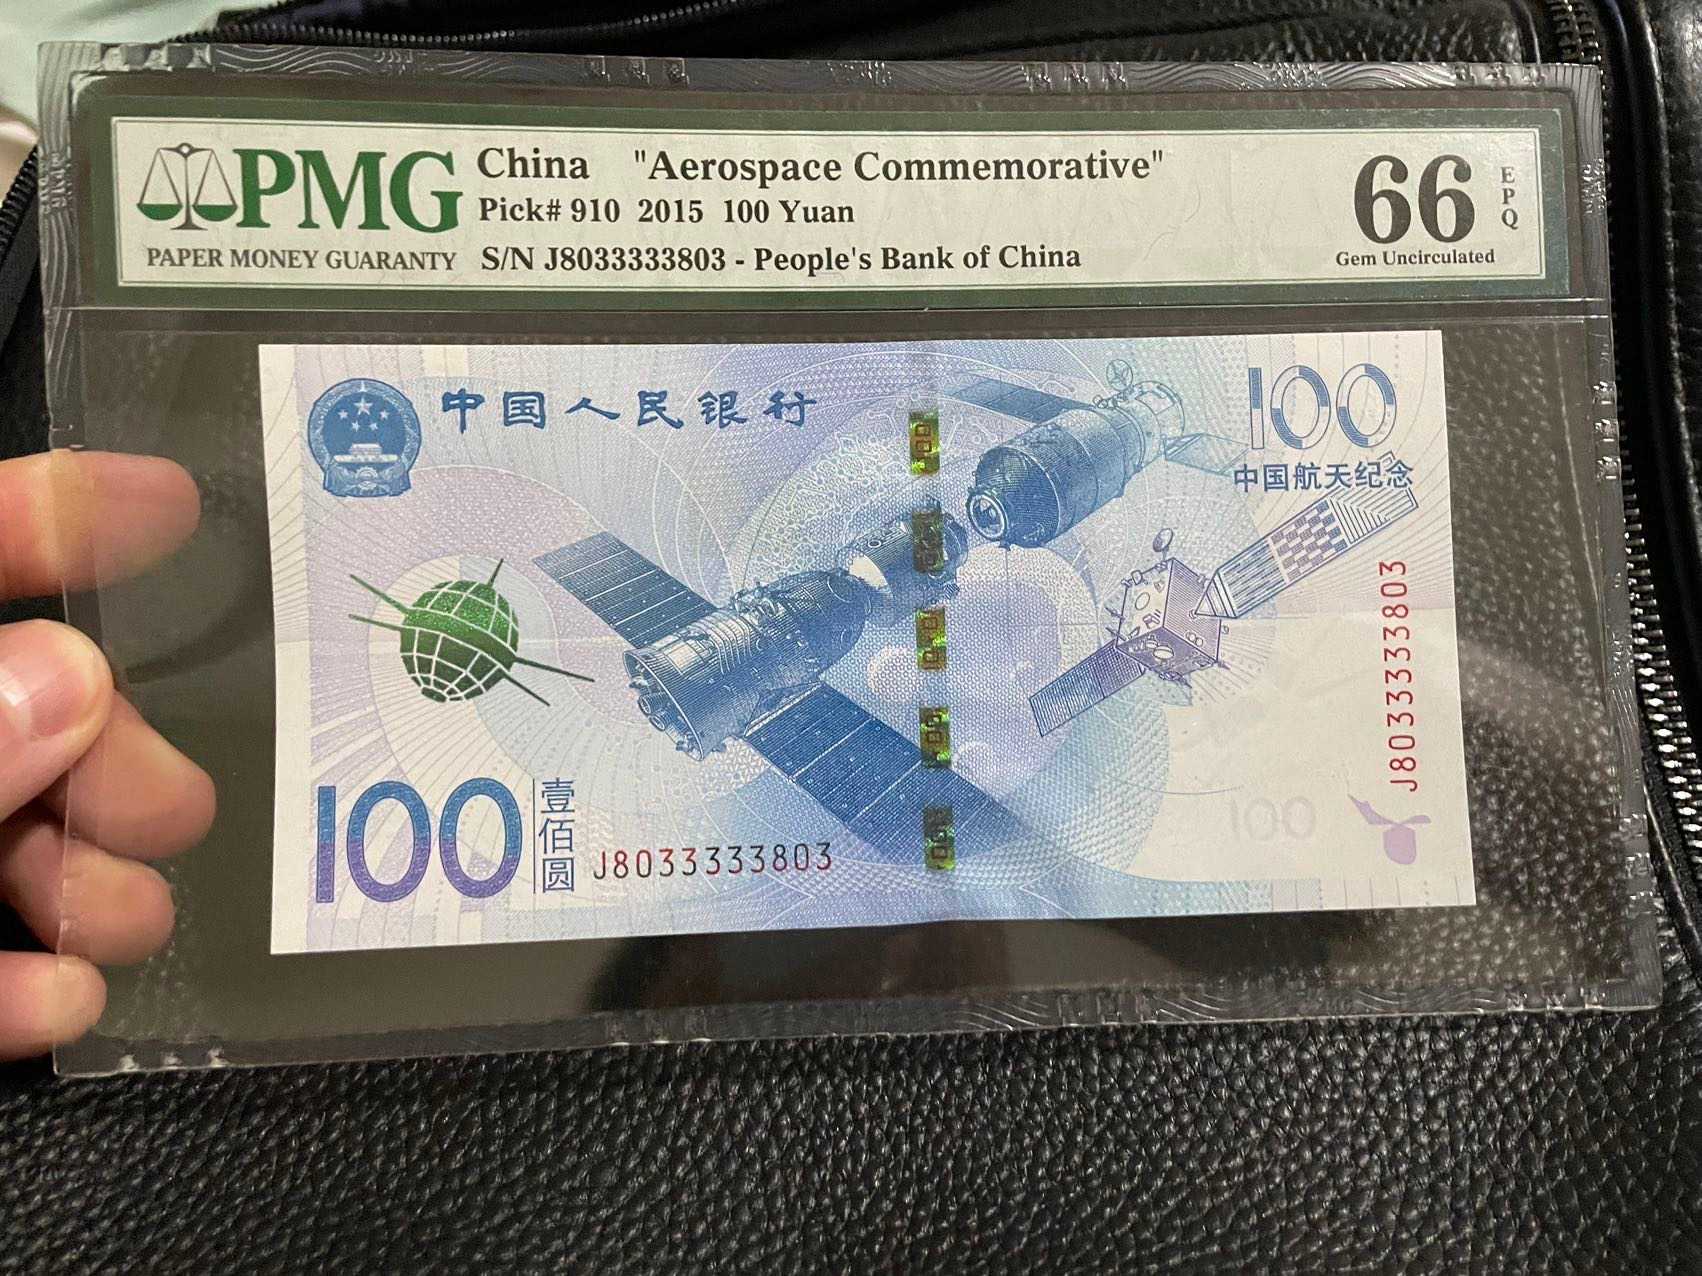 PMG
PAPER MONEY GUARANTY
China "Aerospace Commemorative"
Pick# 910 2015 100 Yuan
S/N J8033333803 - People's Bank of China
66
EPQ
Gem Uncirculated
中国人民银行
100
中国航天纪念
J8033333803
100
100
壹佰圆
J8033333803